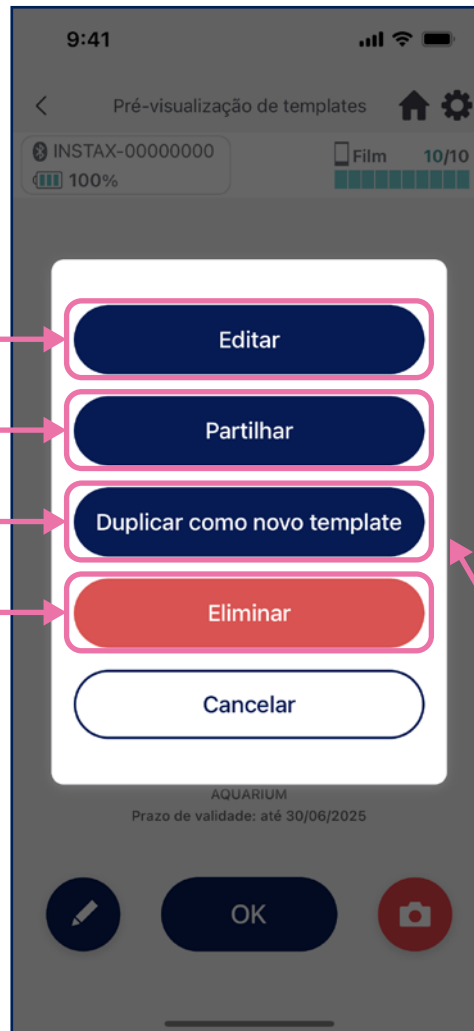 9:41
Pré-visualização de templates
INSTAX-00000000
100%
Film 10/10
Editar
Partilhar
Duplicar como novo template
Eliminar
Cancelar
AQUARIUM
Prazo de validade: até 30/06/2025
OK